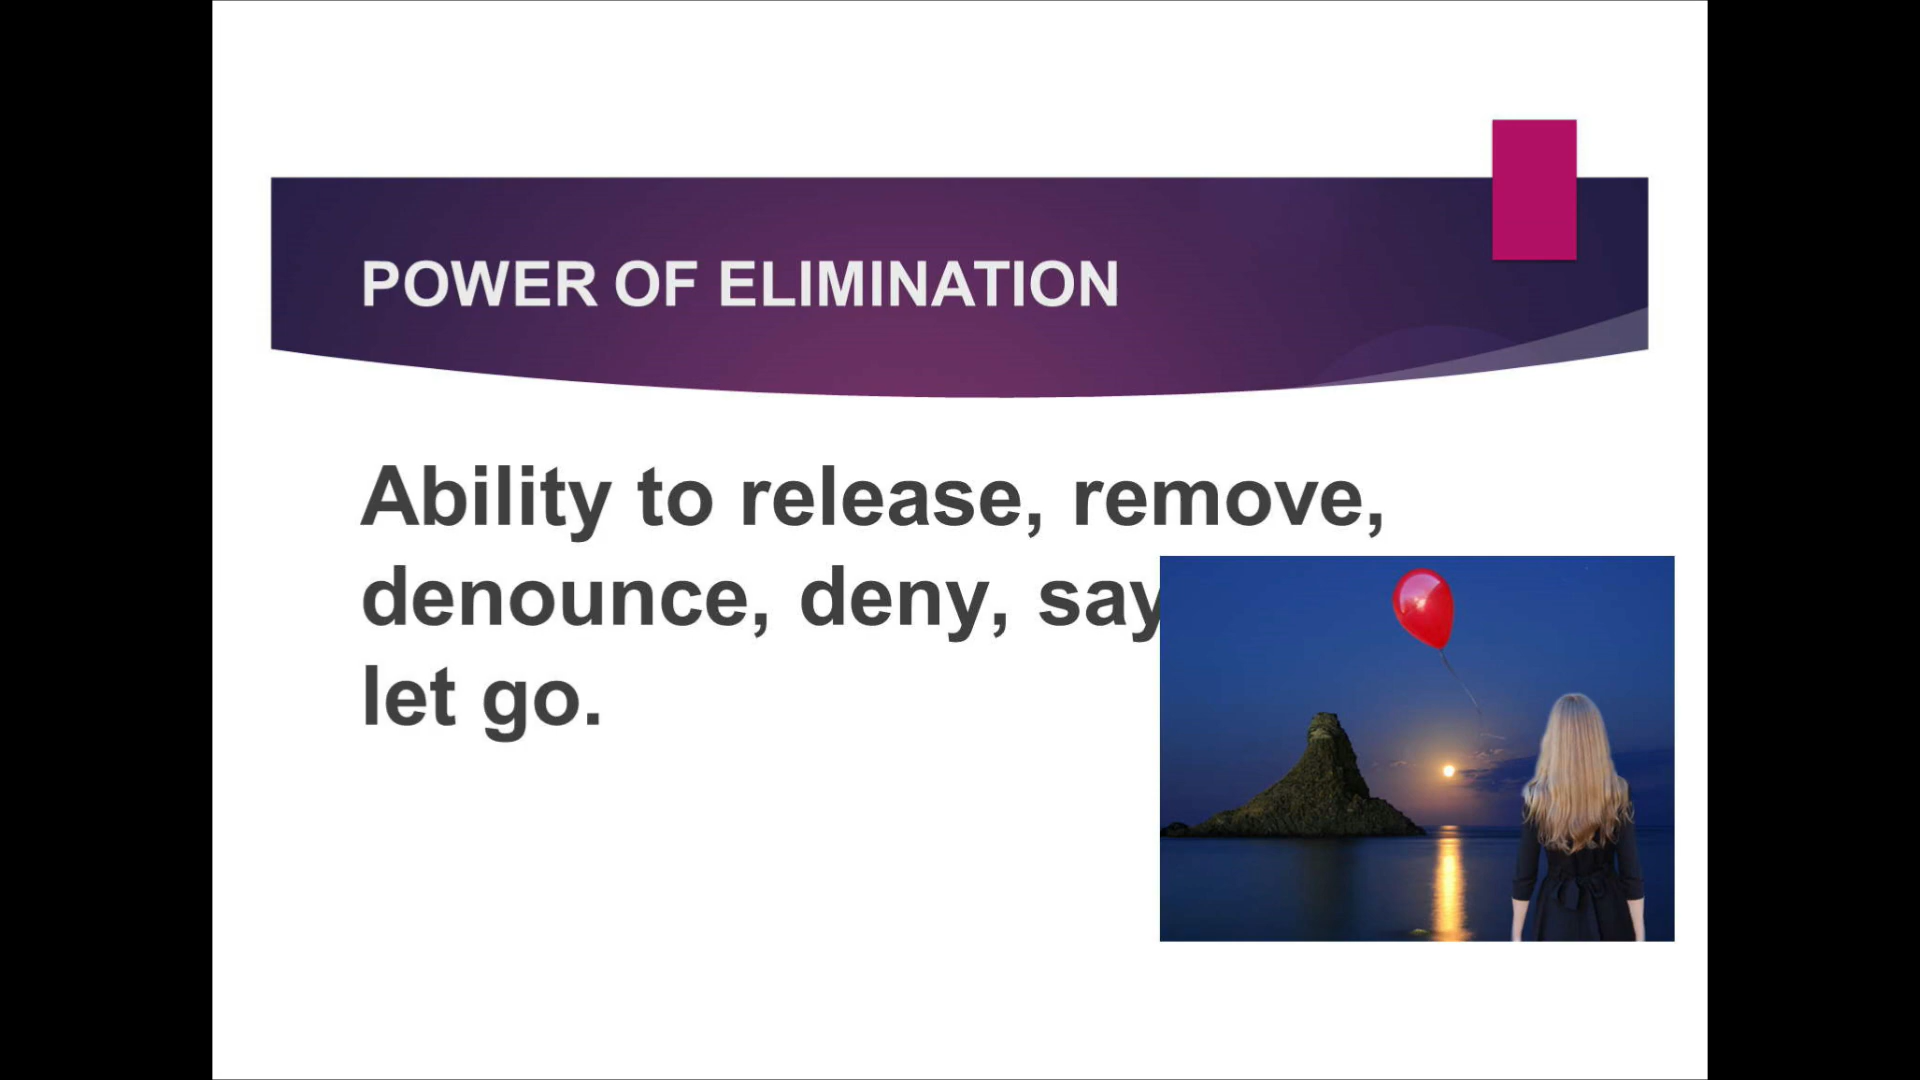 POWER OF ELIMINATION
Ability to release, remove,
denounce, deny, say
let go.